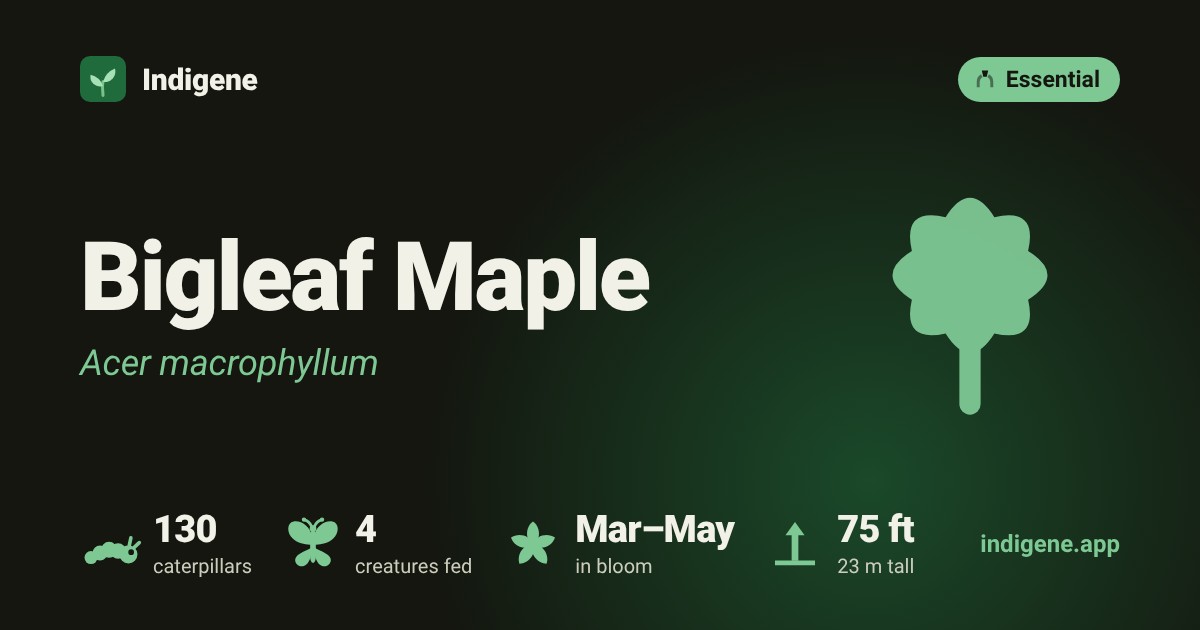 Indigene
Essential
Bigleaf Maple
Acer macrophyllum
130
caterpillars
4
creatures fed
Mar–May
in bloom
75 ft
23 m tall
indigene.app